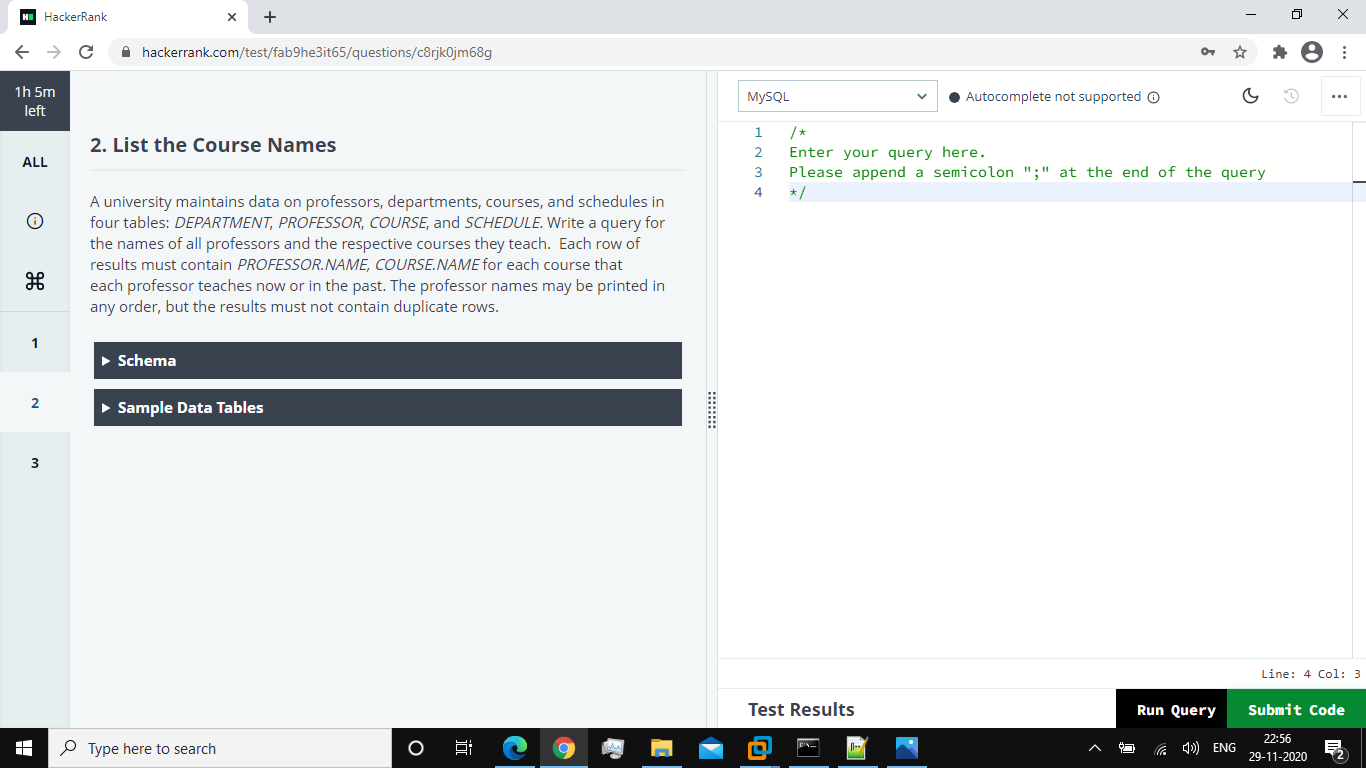 HackerRank
hackerrank.com/test/fab9he3it65/questions/c8rjk0jm68g
1h 5m
left
ALL
1
2
3
2. List the Course Names
A university maintains data on professors, departments, courses, and schedules in
four tables: DEPARTMENT, PROFESSOR, COURSE, and SCHEDULE. Write a query for
the names of all professors and the respective courses they teach.  Each row of
results must contain PROFESSOR.NAME, COURSE.NAME for each course that
each professor teaches now or in the past. The professor names may be printed in
any order, but the results must not contain duplicate rows.
Schema
Sample Data Tables
MySQL
Autocomplete not supported
1 /*
2 Enter your query here.
3 Please append a semicolon ";" at the end of the query
4 */
Line: 4 Col: 3
Test Results
Run Query
Submit Code
Type here to search
ENG
22:56
29-11-2020
2